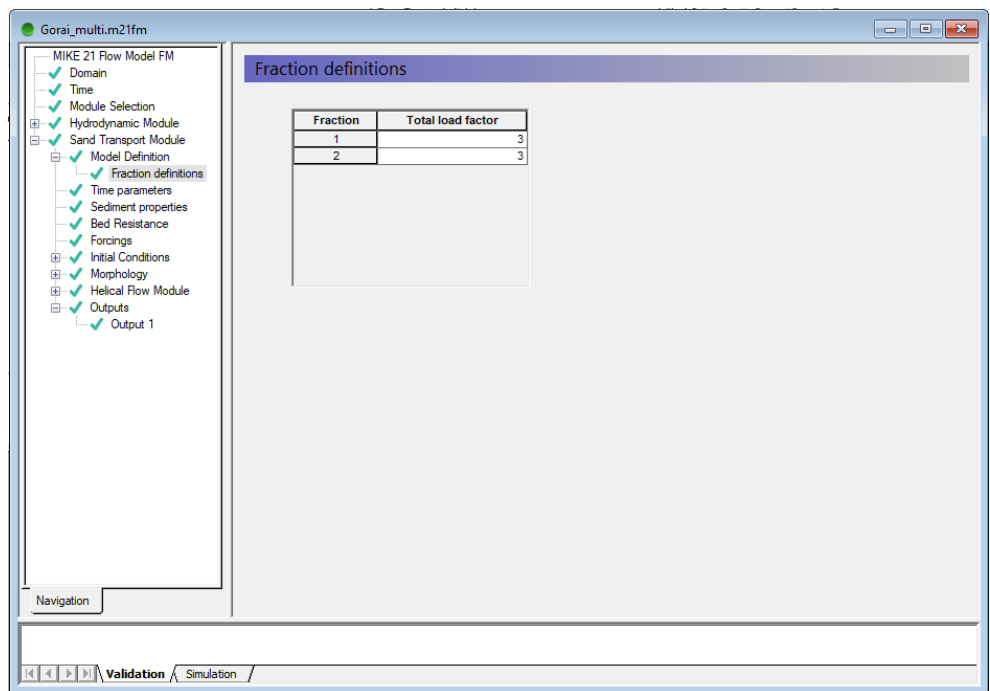 Gorai_multi.m21fm
MIKE 21 Flow Model FM
Domain
Time
Module Selection
Hydrodynamic Module
Sand Transport Module
Model Definition
Fraction definitions
Time parameters
Sediment properties
Bed Resistance
Forcings
Initial Conditions
Morphology
Helical Flow Module
Outputs
Output 1
Navigation
Fraction definitions
Fraction Total load factor
1 3
2 3
Validation Simulation